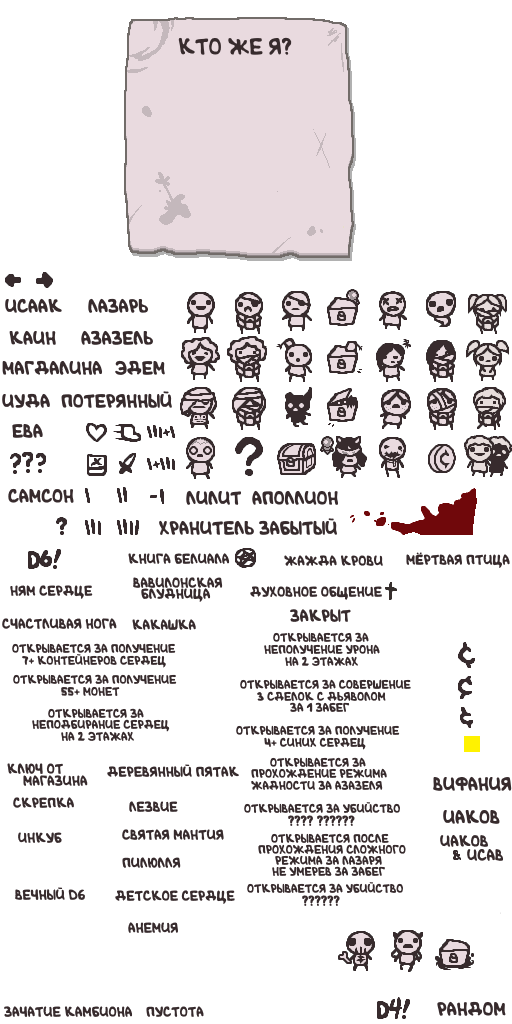 КТО ЖЕ Я?
ИСААК ЛАЗАРЬ
КАИН АЗАЗЕЛЬ
МАГДАЛИНА ЭДЕМ
ИУДА ПОТЕРЯННЫЙ
ЕВА
???
?
САМСОН ЛИЛИТ АПОЛЛИОН
? ХРАНИТЕЛЬ ЗАБЫТЫЙ
D6! КНИГА БЕЛИАЛА ЖАЖДА КРОВИ МЁРТВАЯ ПТИЦА
НЯМ СЕРДЦЕ
ВАВИЛОНСКАЯ
БЛУДНИЦА
ДУХОВНОЕ ОБЩЕНИЕ
СЧАСТЛИВАЯ НОГА КАКАШКА
ЗАКРЫТ
ОТКРЫВАЕТСЯ ЗА ПОЛУЧЕНИЕ
7+ КОНТЕЙНЕРОВ СЕРДЕЦ
ОТКРЫВАЕТСЯ ЗА
НЕПОЛУЧЕНИЕ УРОНА
НА 2 ЭТАЖАХ
ОТКРЫВАЕТСЯ ЗА ПОЛУЧЕНИЕ
55+ МОНЕТ
ОТКРЫВАЕТСЯ ЗА СОВЕРШЕНИЕ
3 СДЕЛОК С ДЬЯВОЛОМ
ЗА 1 ЗАБЕГ
ОТКРЫВАЕТСЯ ЗА
НЕПОДБИРАНИЕ СЕРДЕЦ
НА 2 ЭТАЖАХ
ОТКРЫВАЕТСЯ ЗА ПОЛУЧЕНИЕ
4+ СИНИХ СЕРДЕЦ
КЛЮЧ ОТ
МАГАЗИНА
ДЕРЕВЯННЫЙ ПЯТАК
ОТКРЫВАЕТСЯ ЗА
ПРОХОЖДЕНИЕ РЕЖИМА
ЖАДНОСТИ ЗА АЗАЗЕЛЯ
ВИФАНИЯ
СКРЕПКА ЛЕЗВИЕ
ОТКРЫВАЕТСЯ ЗА УБИЙСТВО
???? ??????
ИАКОВ
ИНКУБ СВЯТАЯ МАНТИЯ
ПИЛЮЛЯ
ОТКРЫВАЕТСЯ ПОСЛЕ
ПРОХОЖДЕНИЯ СЛОЖНОГО
РЕЖИМА ЗА ЛАЗАРЯ
НЕ УМЕРЕВ ЗА ЗАБЕГ
ИАКОВ
& ИСАВ
ВЕЧНЫЙ D6 ДЕТСКОЕ СЕРДЦЕ
ОТКРЫВАЕТСЯ ЗА УБИЙСТВО
??????
АНЕМИЯ
ЗАЧАТИЕ КАМБИОНА ПУСТОТА D4! РАНДОМ